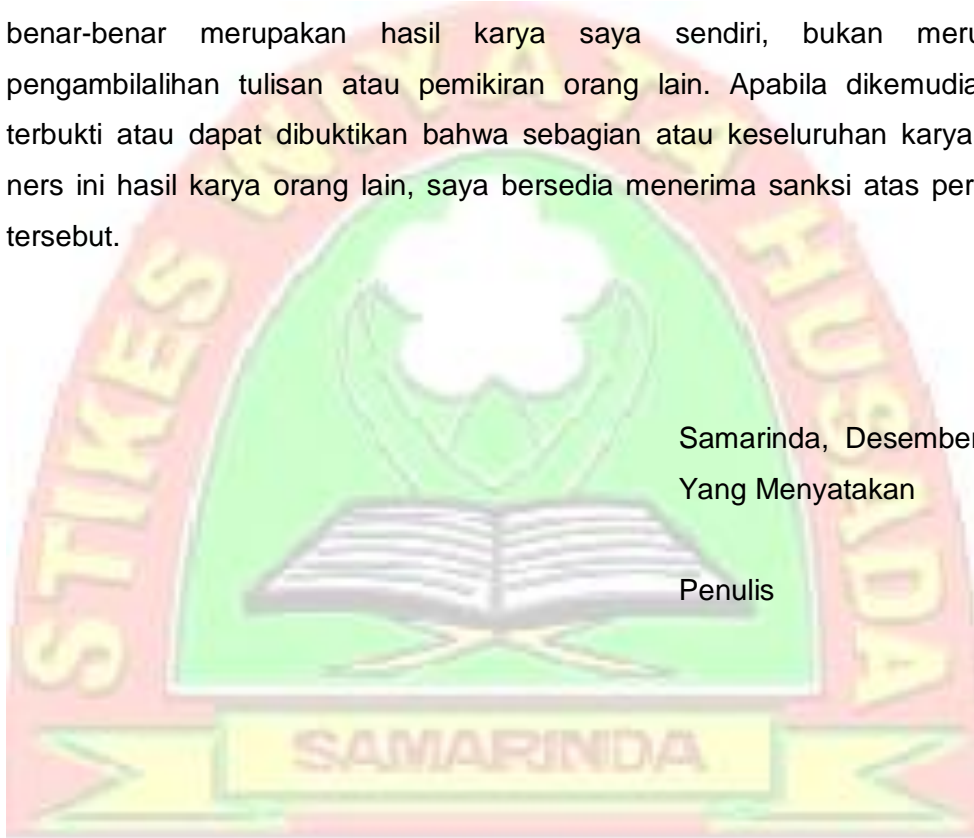 benar-benar merupakan hasil karya saya sendiri, bukan meru
pengambilalihan tulisan atau pemikiran orang lain. Apabila dikemudia
terbukti atau dapat dibuktikan bahwa sebagian atau keseluruhan karya
ners ini hasil karya orang lain, saya bersedia menerima sanksi atas per
tersebut.
STIKES WIYATA HUSADA
Samarinda, Desember
Yang Menyatakan
Penulis
SAMARINDA